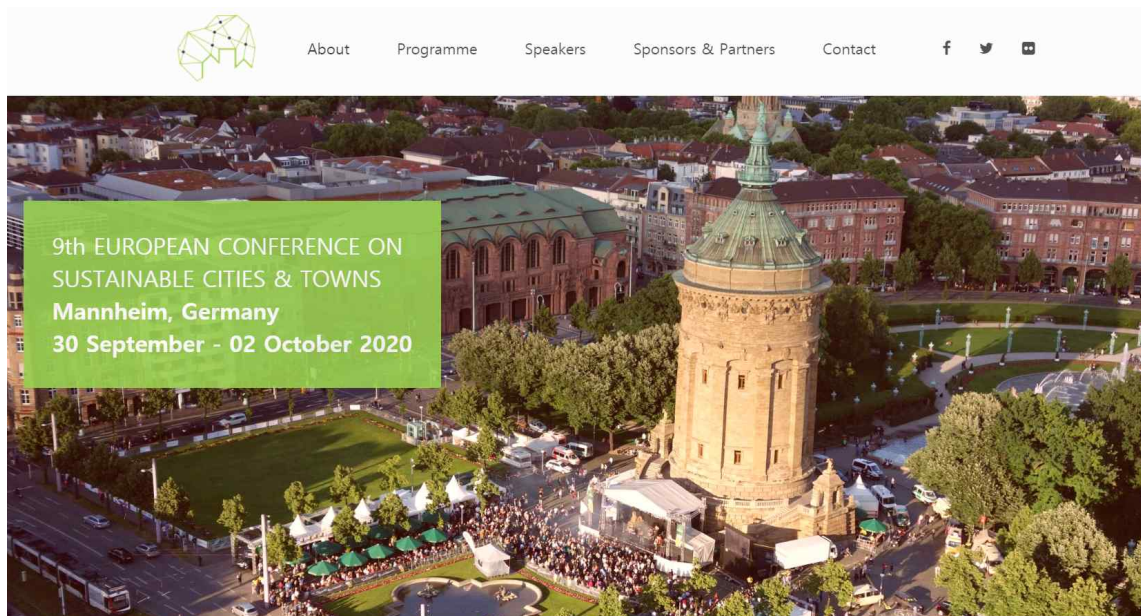 About
Programme
Speakers
Sponsors & Partners
Contact
9th EUROPEAN CONFERENCE ON
SUSTAINABLE CITIES & TOWNS
Mannheim, Germany
30 September - 02 October 2020